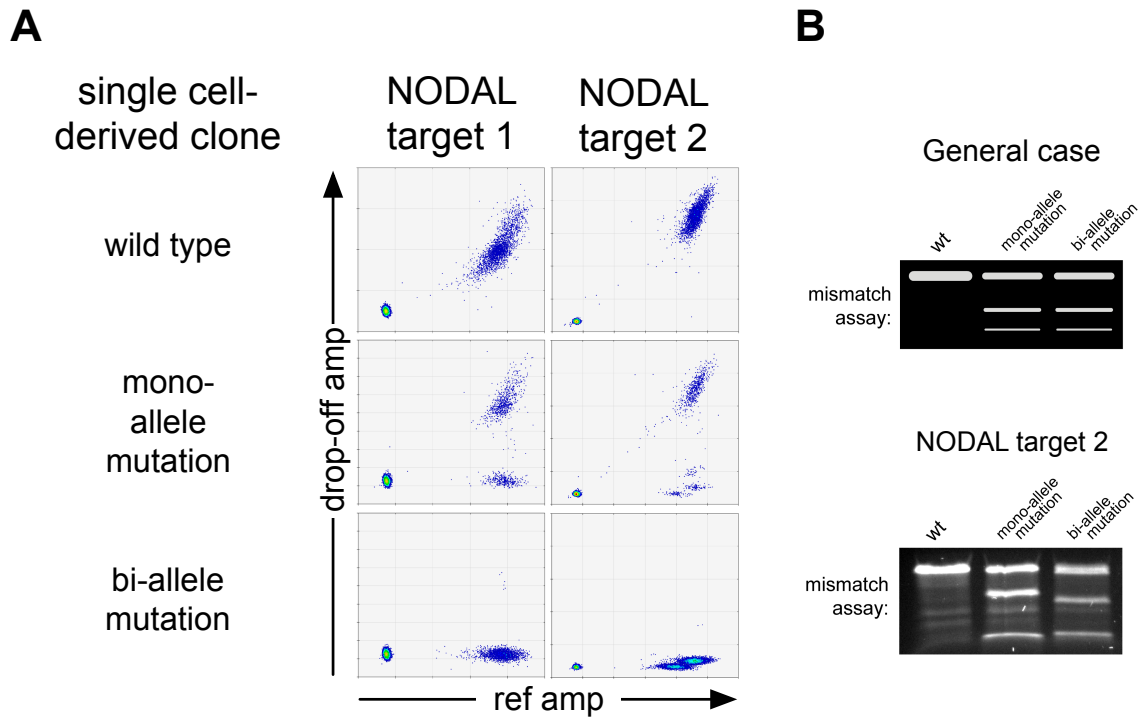 A
single cell-
derived clone
NODAL
target 1
NODAL
target 2
wild type
mono-
allele
mutation
bi-allele
mutation
drop-off amp
ref amp
B
General case
wt
mono-allele
mutation
bi-allele
mutation
mismatch
assay:
NODAL target 2
wt
mono-allele
mutation
bi-allele
mutation
mismatch
assay: